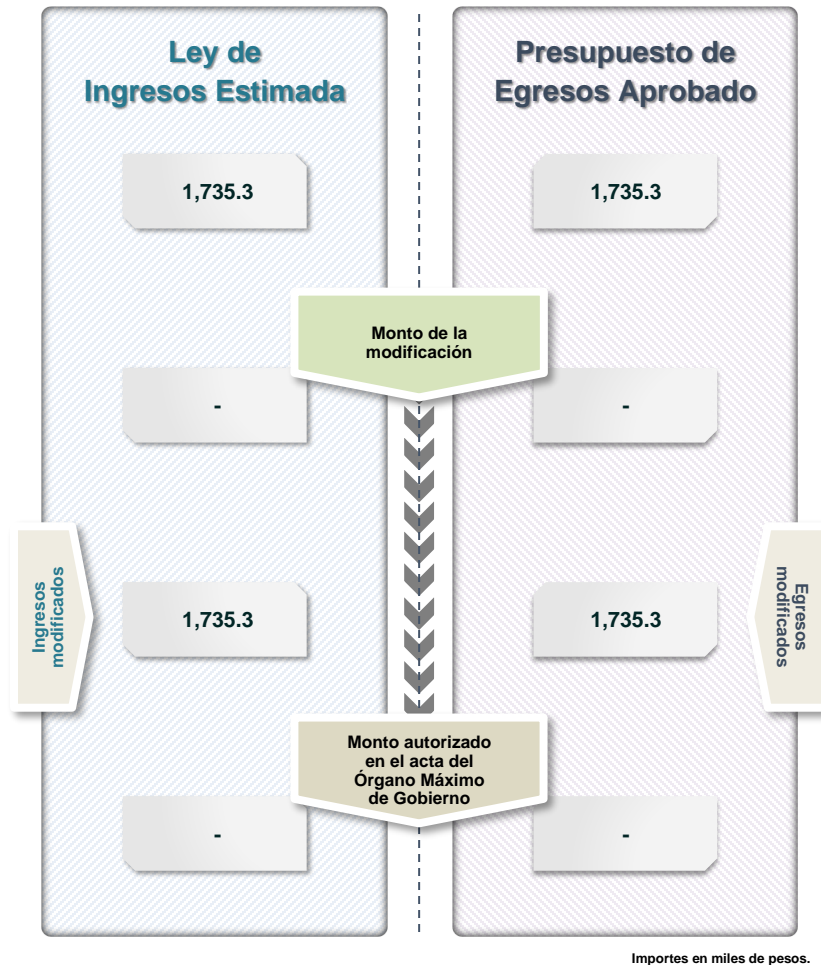 Ley de
Ingresos Estimada
Presupuesto de
Egresos Aprobado
1,735.3
1,735.3
Monto de la
modificación
-
-
Ingresos
modificados
1,735.3
1,735.3
Egresos
modificados
Monto autorizado
en el acta del
Órgano Máximo
de Gobierno
-
-
Importes en miles de pesos.